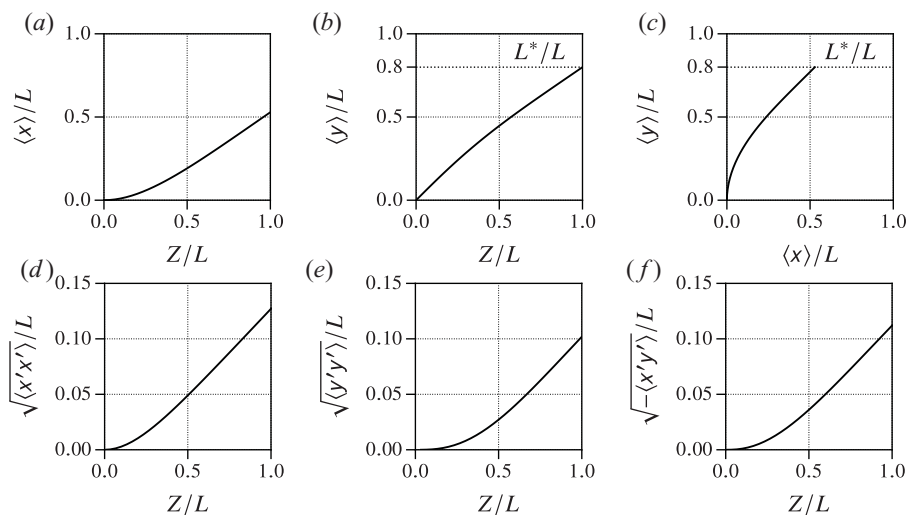 (a) (b) (c)
1.0 1.0 L*/L 1.0 L*/L
0.8 0.8
⟨x⟩/L 0.5 ⟨y⟩/L 0.5 ⟨y⟩/L 0.5
0.0 0.0 0.0
0.0 0.5 1.0 0.0 0.5 1.0 0.0 0.5 1.0
Z/L Z/L ⟨x⟩/L
(d) (e) (f)
0.15 0.15 0.15
√⟨x′x′⟩/L 0.10 √⟨y′y′⟩/L 0.10 √−⟨x′y′⟩/L 0.10
0.05 0.05 0.05
0.00 0.00 0.00
0.0 0.5 1.0 0.0 0.5 1.0 0.0 0.5 1.0
Z/L Z/L Z/L